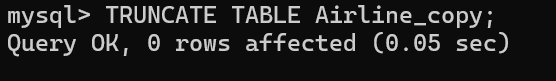 mysql> TRUNCATE TABLE Airline_copy;
Query OK, 0 rows affected (0.05 sec)